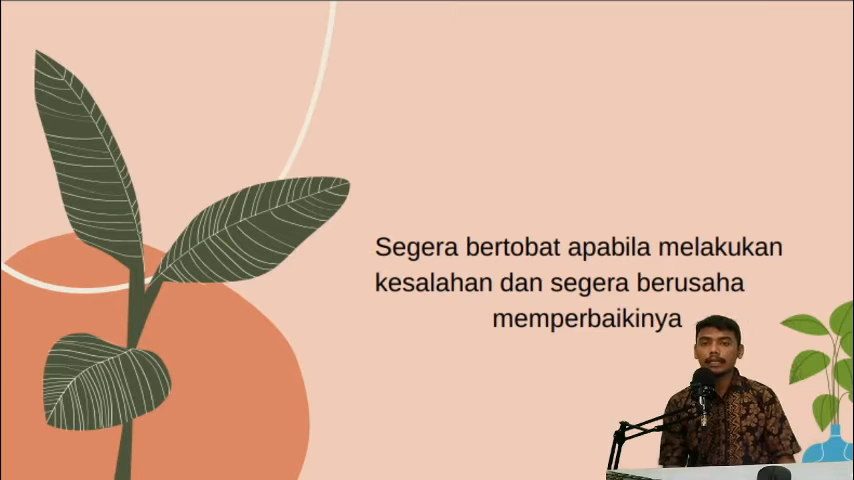 Segera bertobat apabila melakukan
kesalahan dan segera berusaha
memperbaikinya